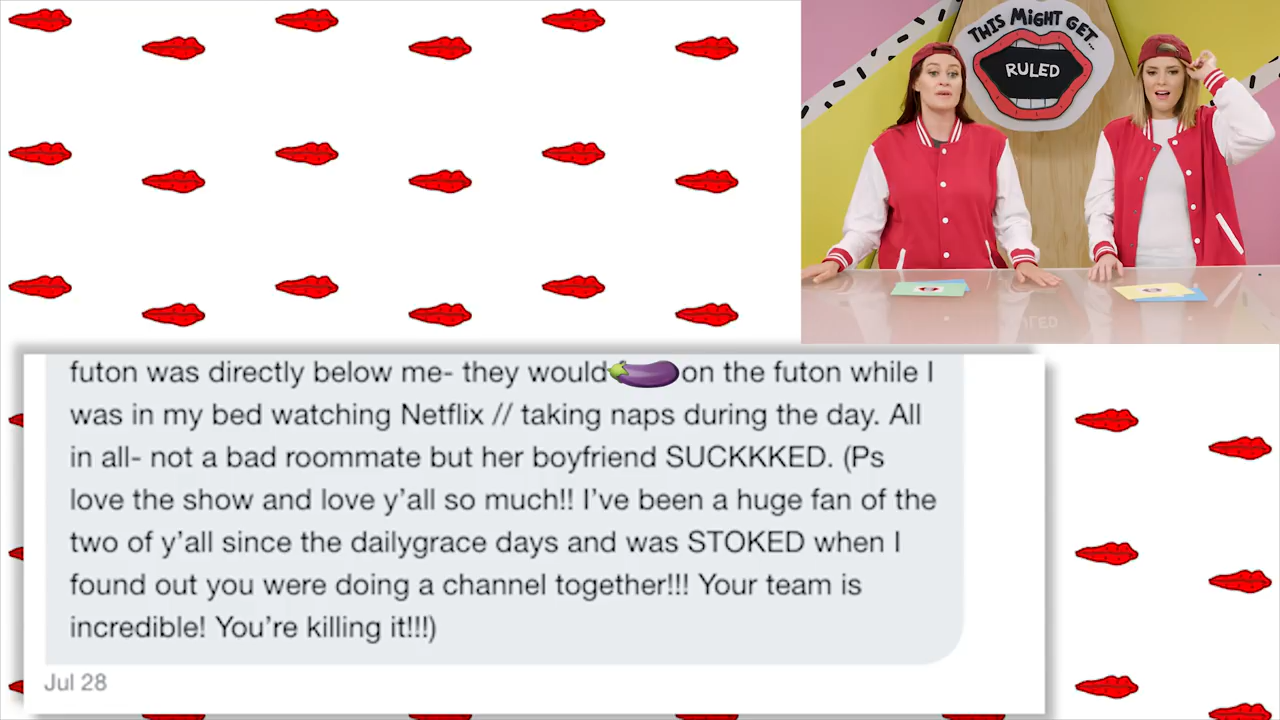 THIS MiGHT GET...
RULED
futon was directly below me- they would🍆on the futon while I
was in my bed watching Netflix // taking naps during the day. All
in all- not a bad roommate but her boyfriend SUCKKKED. (Ps
love the show and love y'all so much!! I've been a huge fan of the
two of y'all since the dailygrace days and was STOKED when I
found out you were doing a channel together!!! Your team is
incredible! You're killing it!!!)
Jul 28